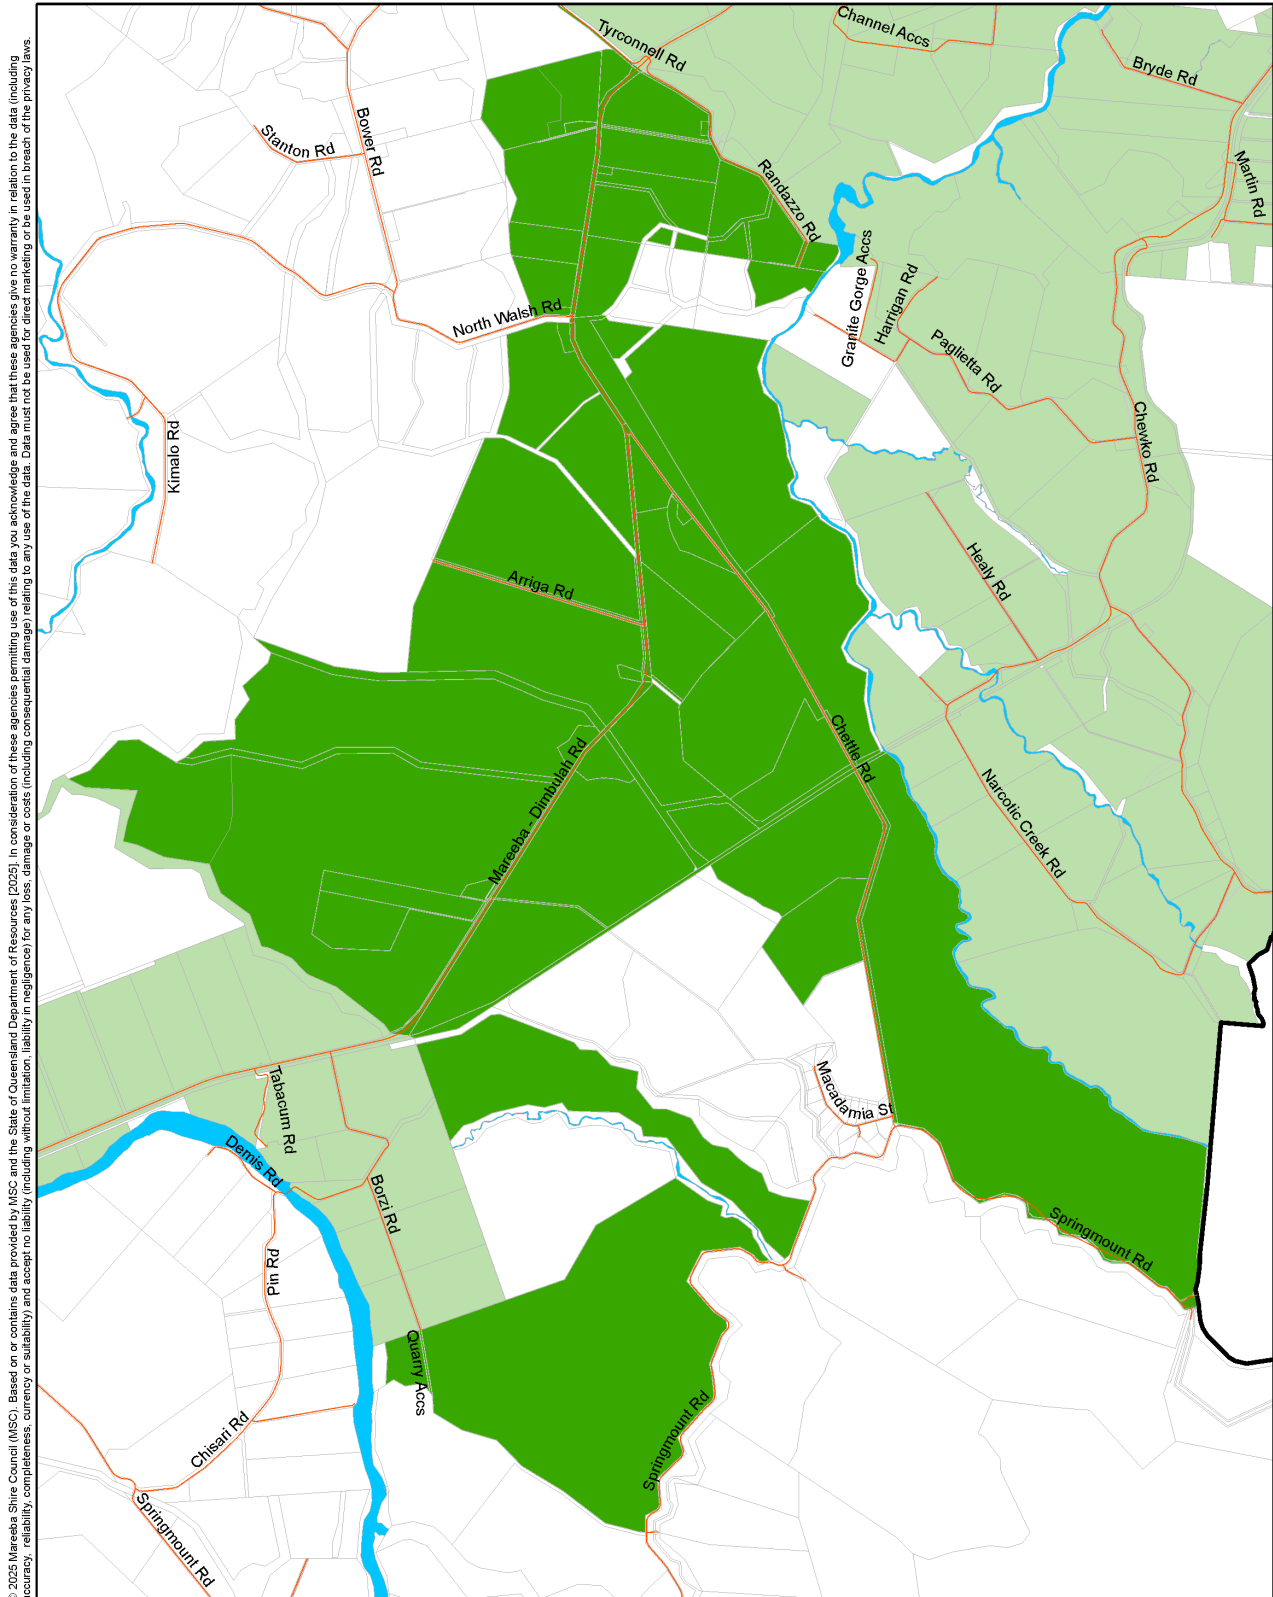 Tyrconnell Rd
Channel Accs
Bryde Rd
Stanton Rd
Bower Rd
Randazzo Rd
Martin Rd
Granite Gorge Accs
Harrigan Rd
North Walsh Rd
Paglietta Rd
Chewko Rd
Kimalo Rd
Healy Rd
Arriga Rd
Chettle Rd
Mareeba - Dimbulah Rd
Narcotic Creek Rd
Tabacum Rd
Macadamia St
Demis Rd
Borzi Rd
Springmount Rd
Pin Rd
Quarry Accs
Springmount Rd
Chisari Rd
Springmount Rd
2025 Mareeba Shire Council (MSC). Based on or contains data provided by MSC and the State of Queensland Department of Resources [2025]. In consideration of these agencies permitting use of this data you acknowledge and agree that these agencies give no warranty in relation to the data (including
accuracy, reliability, completeness, currency or suitability) and accept no liability (including without limitation, liability in negligence) for any loss, damage or costs (including consequential damage) relating to any use of the data. Data must not be used for direct marketing or be used in breach of the privacy laws.